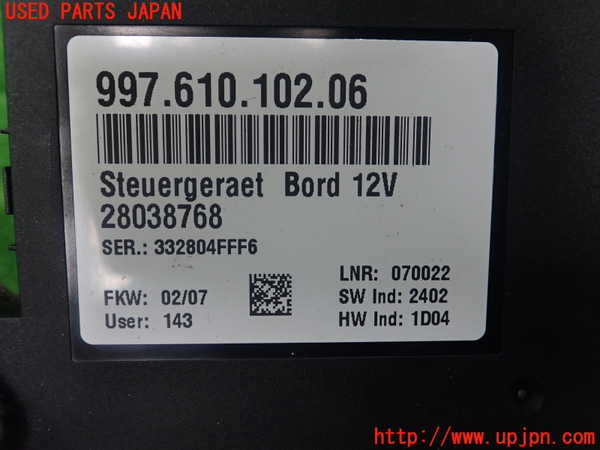 USED PARTS JAPAN
997.610.102.06
Steuergeraet Bord 12V
28038768
SER.: 332804FFF6
LNR: 070022
FKW: 02/07
SW Ind: 2402
User: 143
HW Ind: 1D04
http://www.upjpn.com/